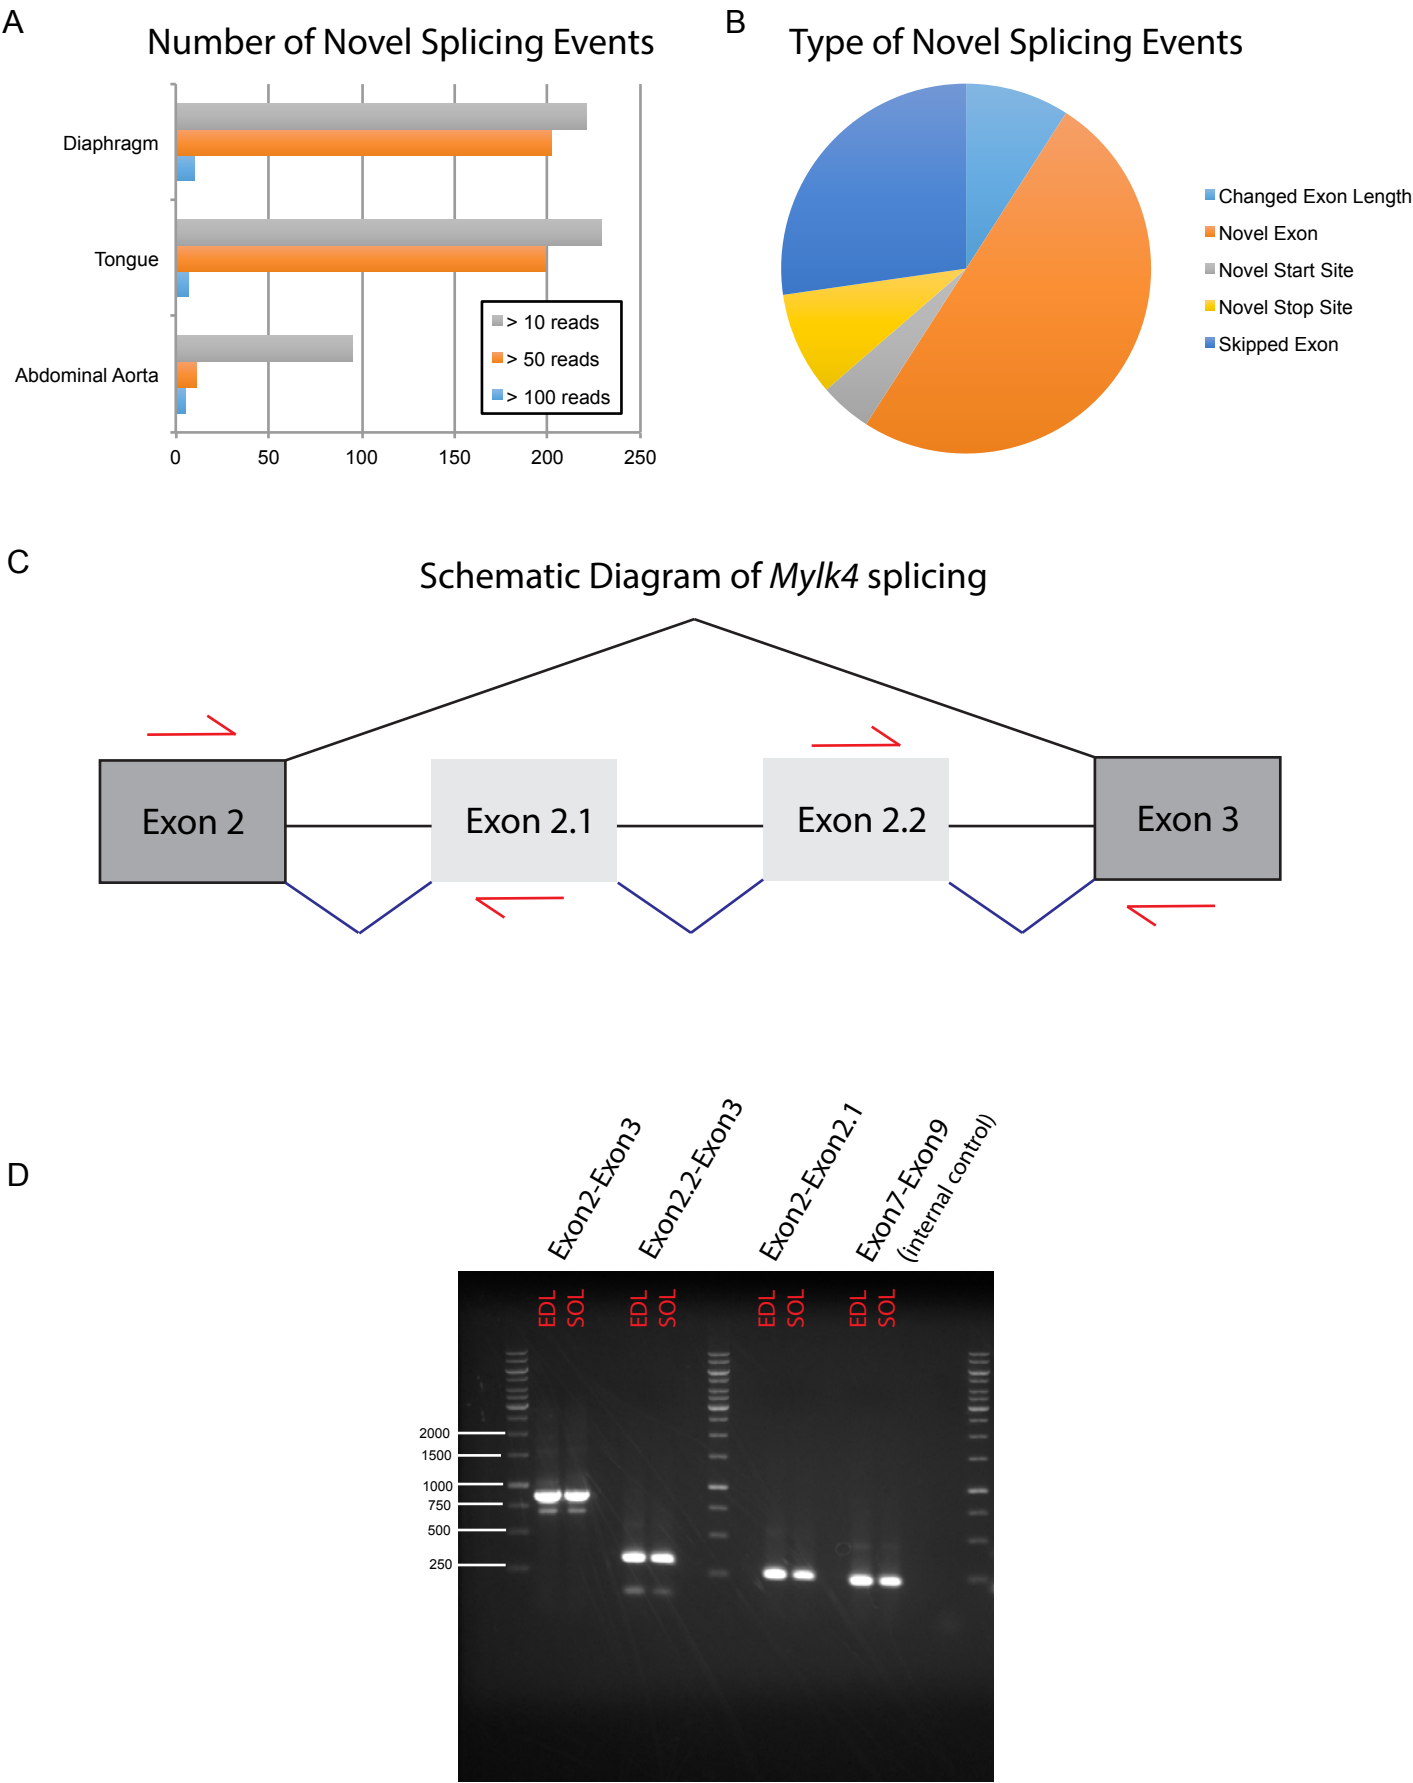 A
Number of Novel Splicing Events
Diaphragm
Tongue
Abdominal Aorta
> 10 reads
> 50 reads
> 100 reads
0 50 100 150 200 250
B
Type of Novel Splicing Events
Changed Exon Length
Novel Exon
Novel Start Site
Novel Stop Site
Skipped Exon
C
Schematic Diagram of Mylk4 splicing
Exon 2 Exon 2.1 Exon 2.2 Exon 3
D
Exon2-Exon3
Exon2.2-Exon3
Exon2-Exon2.1
Exon7-Exon9
(internal control)
EDL SOL EDL SOL EDL SOL EDL SOL
2000
1500
1000
750
500
250